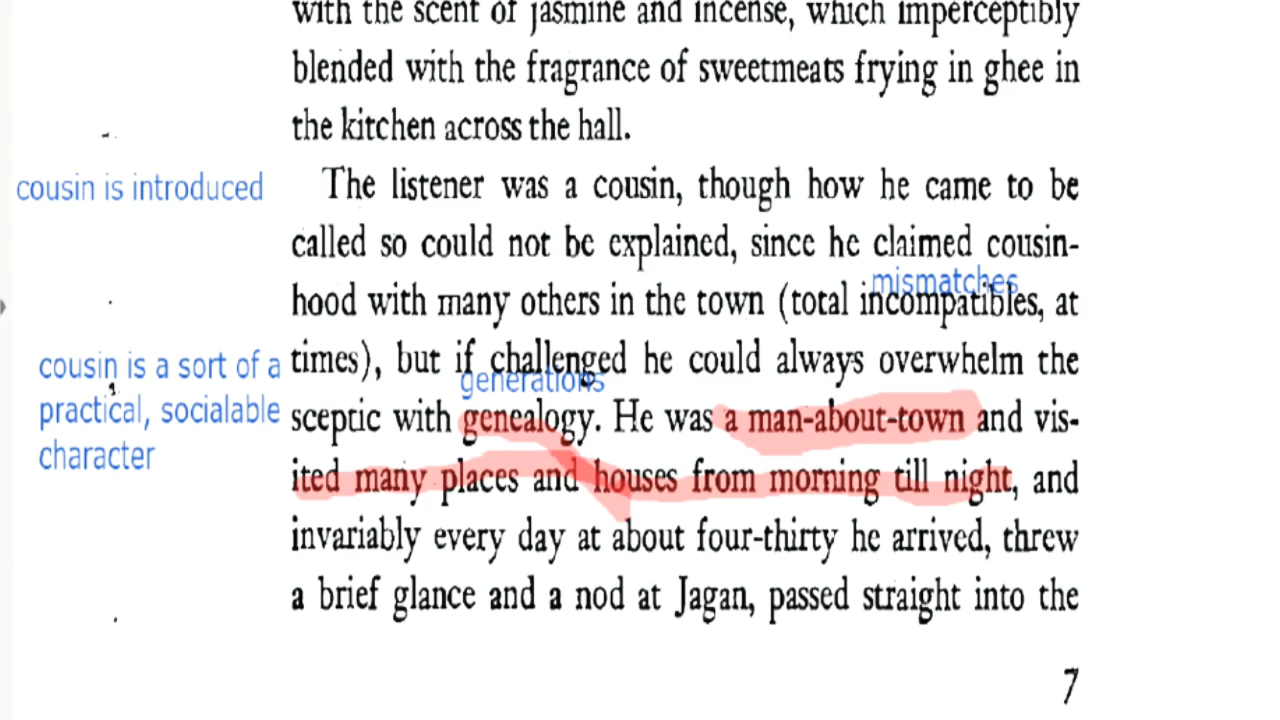 with the scent of jasmine and incense, which imperceptibly
blended with the fragrance of sweetmeats frying in ghee in
the kitchen across the hall.
cousin is introduced
The listener was a cousin, though how he came to be
called so could not be explained, since he claimed cousin-
mismatches
hood with many others in the town (total incompatibles, at
cousin is a sort of a
practical, socialable
character
times), but if challenged he could always overwhelm the
generations
sceptic with genealogy. He was a man-about-town and vis-
ited many places and houses from morning till night, and
invariably every day at about four-thirty he arrived, threw
a brief glance and a nod at Jagan, passed straight into the
7